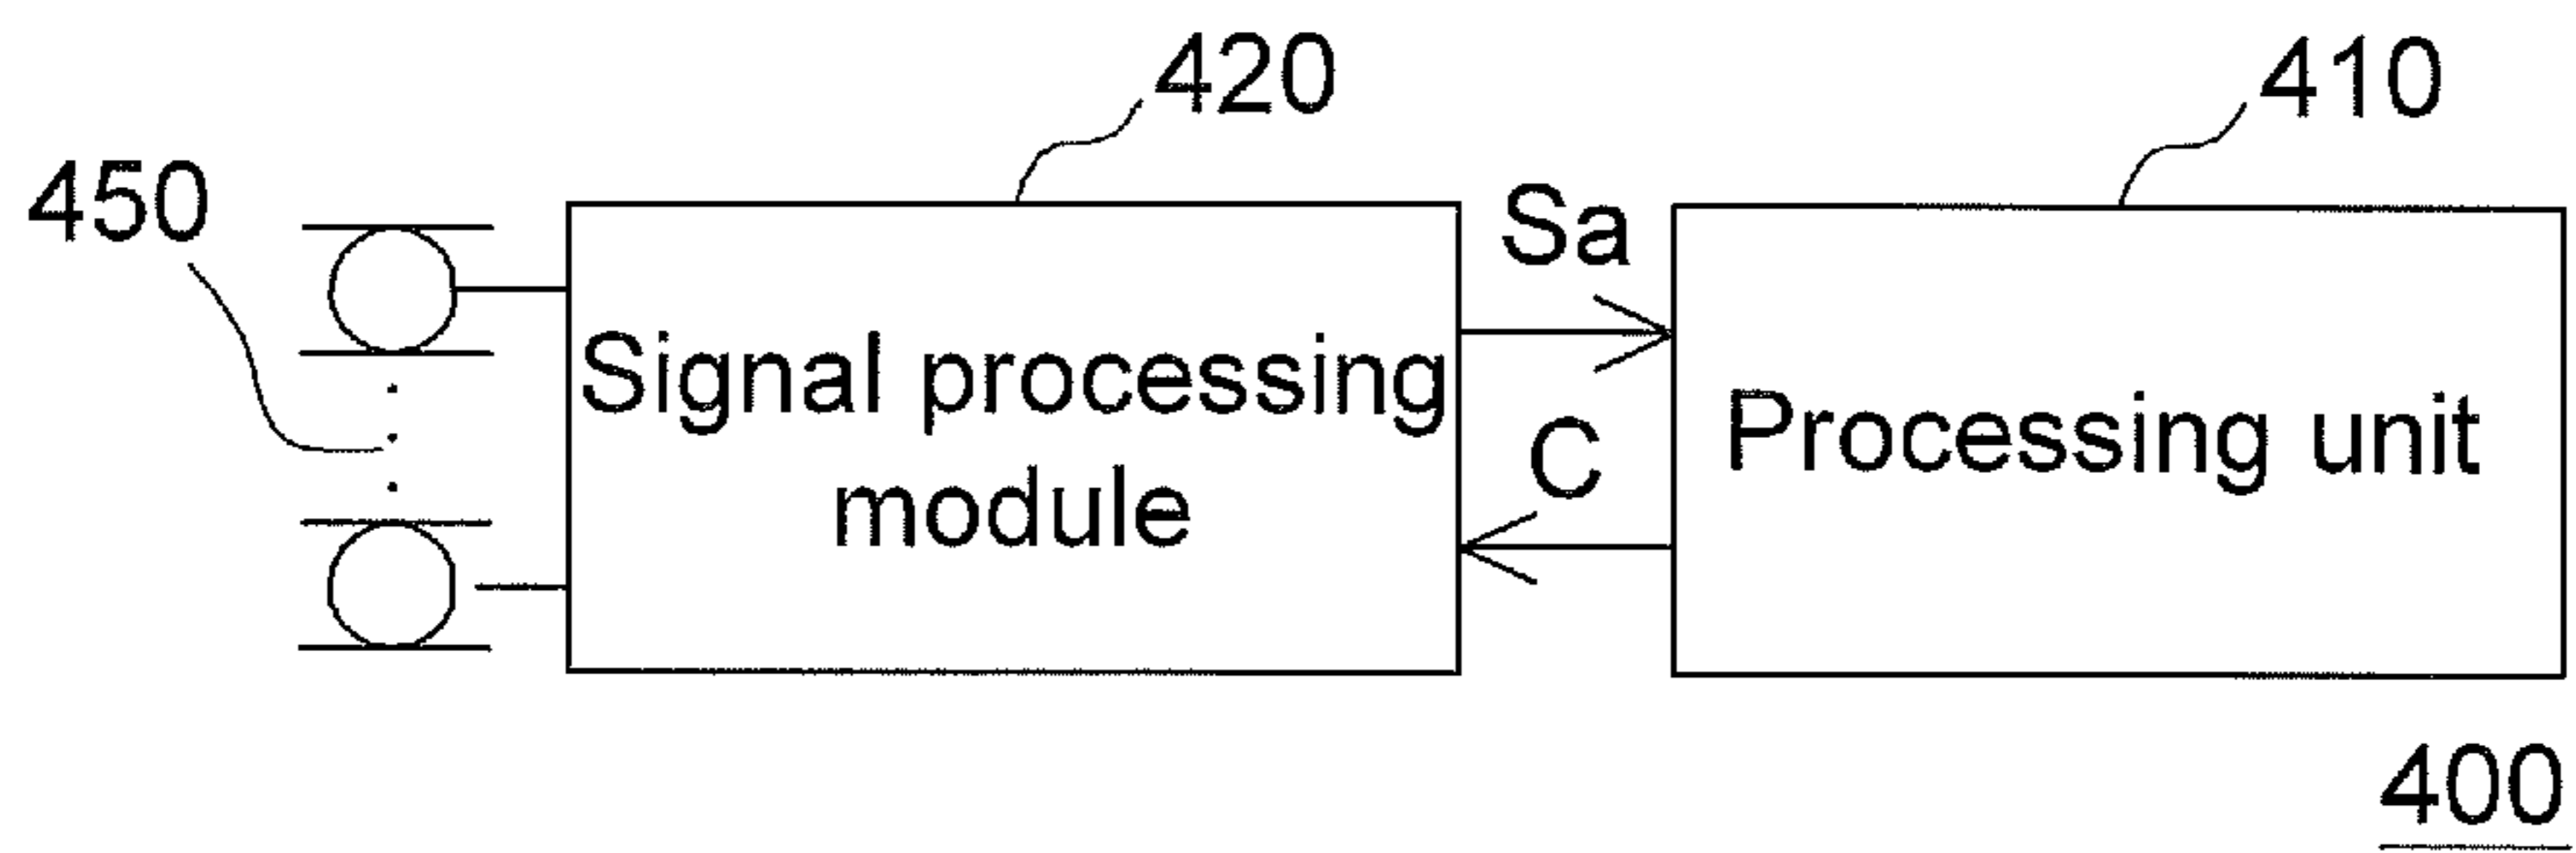 420
410
450
Sa
Signal processing
module
C
Processing unit
400